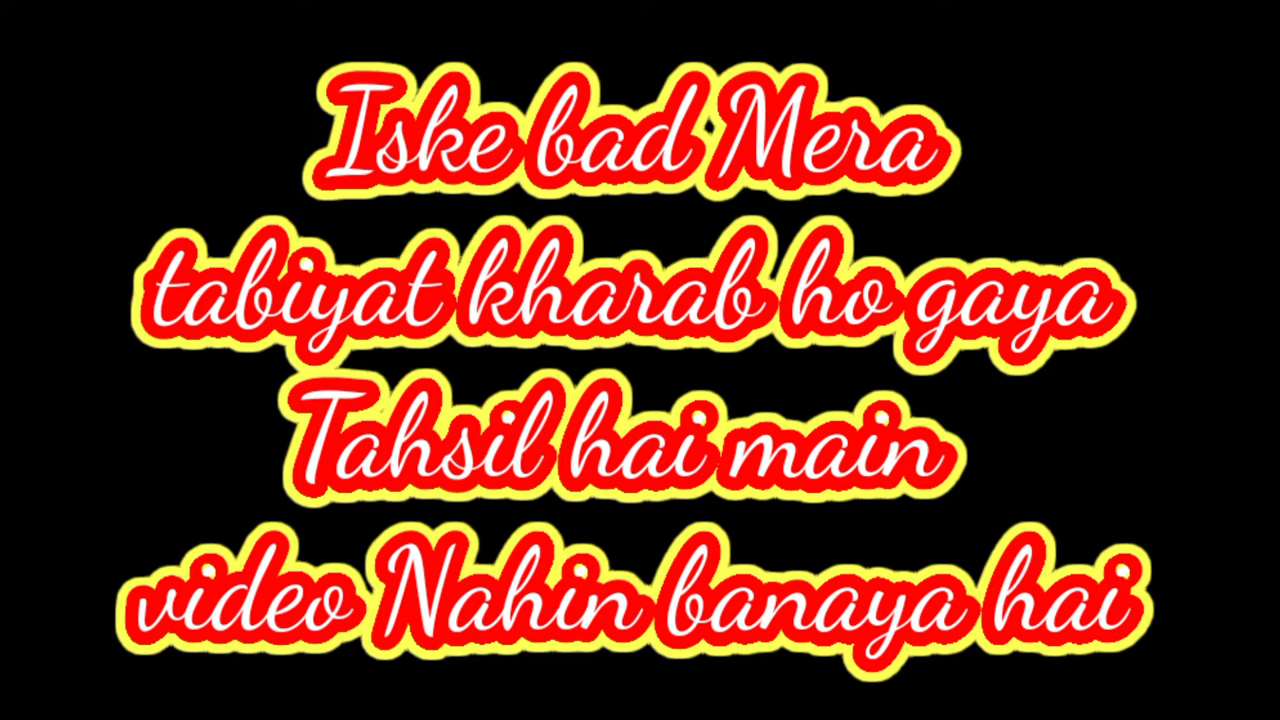 Iske bad Mera
tabiyat kharab ho gaya
Tahsil hai main
video Nahin banaya hai